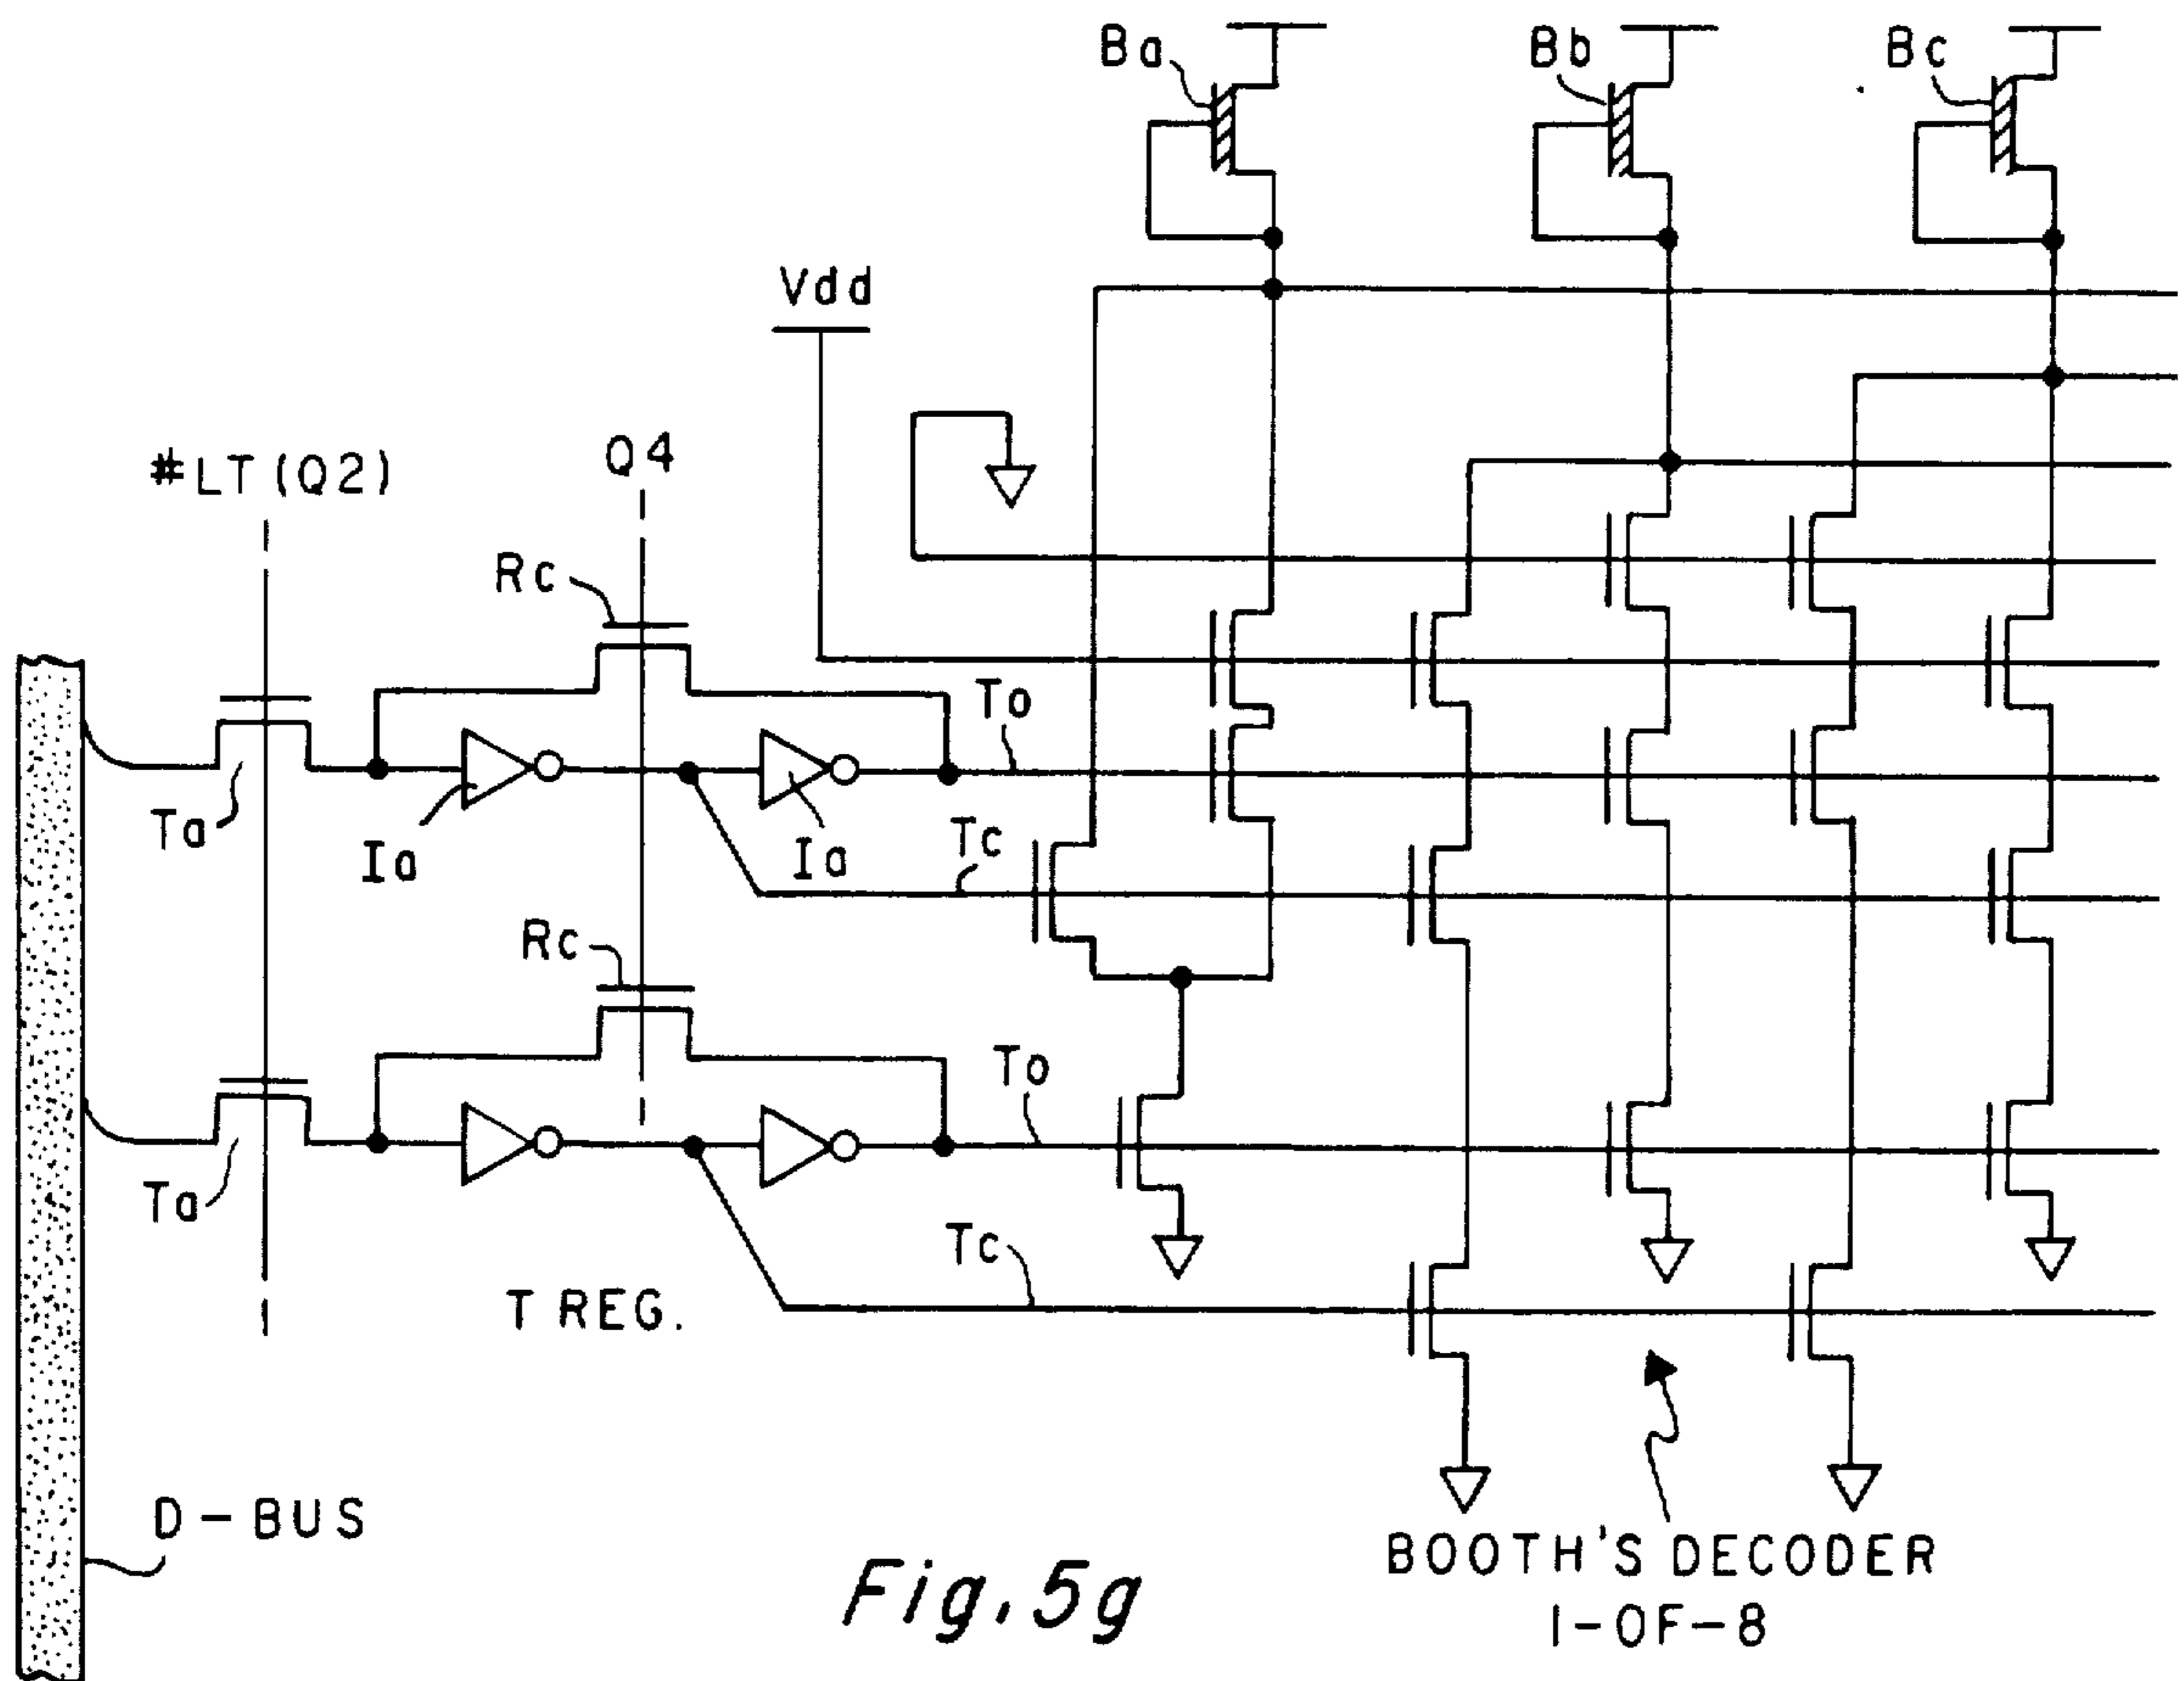 Ba
Bb
Bc
Vdd
#LT(Q2)
Q4
Rc
To
Ta
Ia
Ia
Tc
Rc
To
Ta
Tc
T REG.
D-BUS
BOOTH'S DECODER
1-OF-8
Fig. 5g